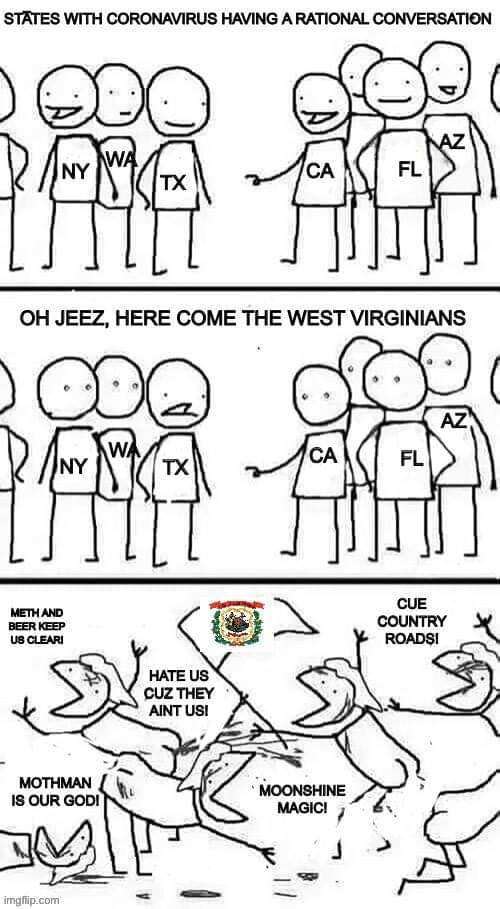 STATES WITH CORONAVIRUS HAVING A RATIONAL CONVERSATION
NY
WA
TX
CA
FL
AZ
OH JEEZ, HERE COME THE WEST VIRGINIANS
NY
WA
TX
CA
FL
AZ
METH AND
BEER KEEP
US CLEAR!
CUE
COUNTRY
ROADS!
HATE US
CUZ THEY
AINT US!
MOTHMAN
IS OUR GOD!
MOONSHINE
MAGIC!
imgflip.com